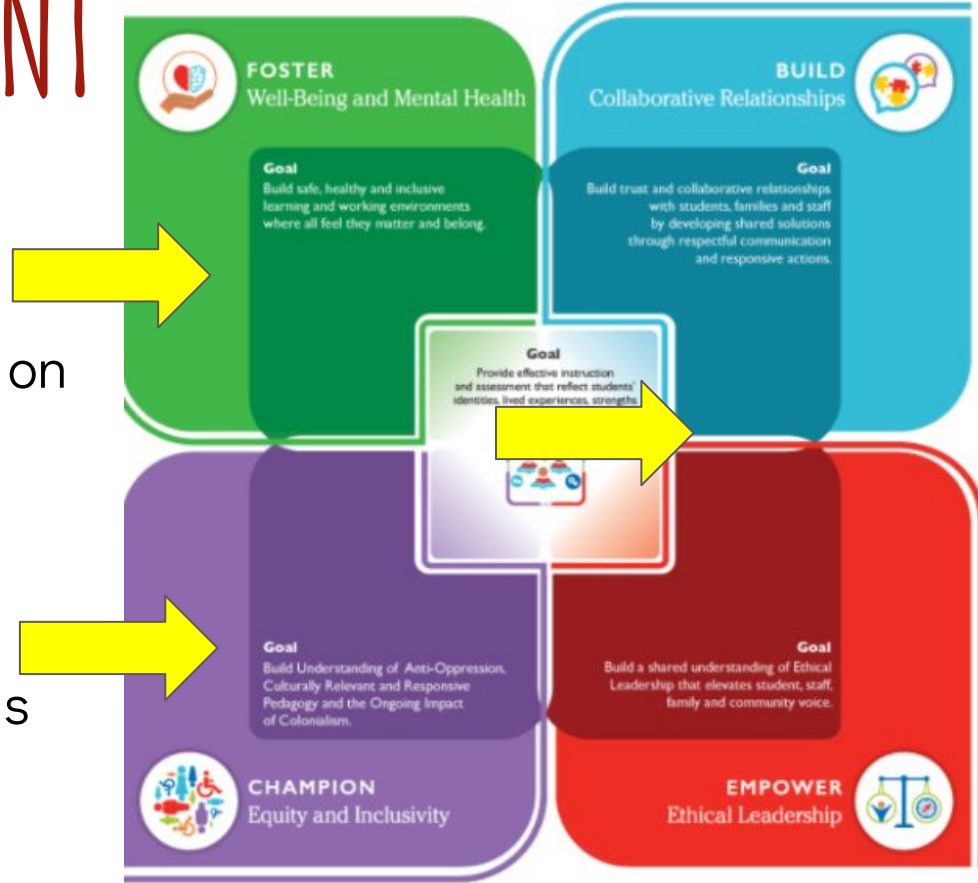 NT
FOSTER
Well-Being and Mental Health
Goal
Build safe, healthy and inclusive
learning and working environments
where all feel they matter and belong.
BUILD
Collaborative Relationships
Goal
Build trust and collaborative relationships
with students, families and staff
by developing shared solutions
through respectful communication
and responsive actions.
on
Goal
Provide effective instruction
and assessment that reflect students'
identities, lived experiences, strengths
s
Goal
Build Understanding of Anti-Oppression,
Culturally Relevant and Responsive
Pedagogy and the Ongoing Impact
of Colonialism.
CHAMPION
Equity and Inclusivity
Goal
Build a shared understanding of Ethical
Leadership that elevates student, staff,
family and community voice.
EMPOWER
Ethical Leadership